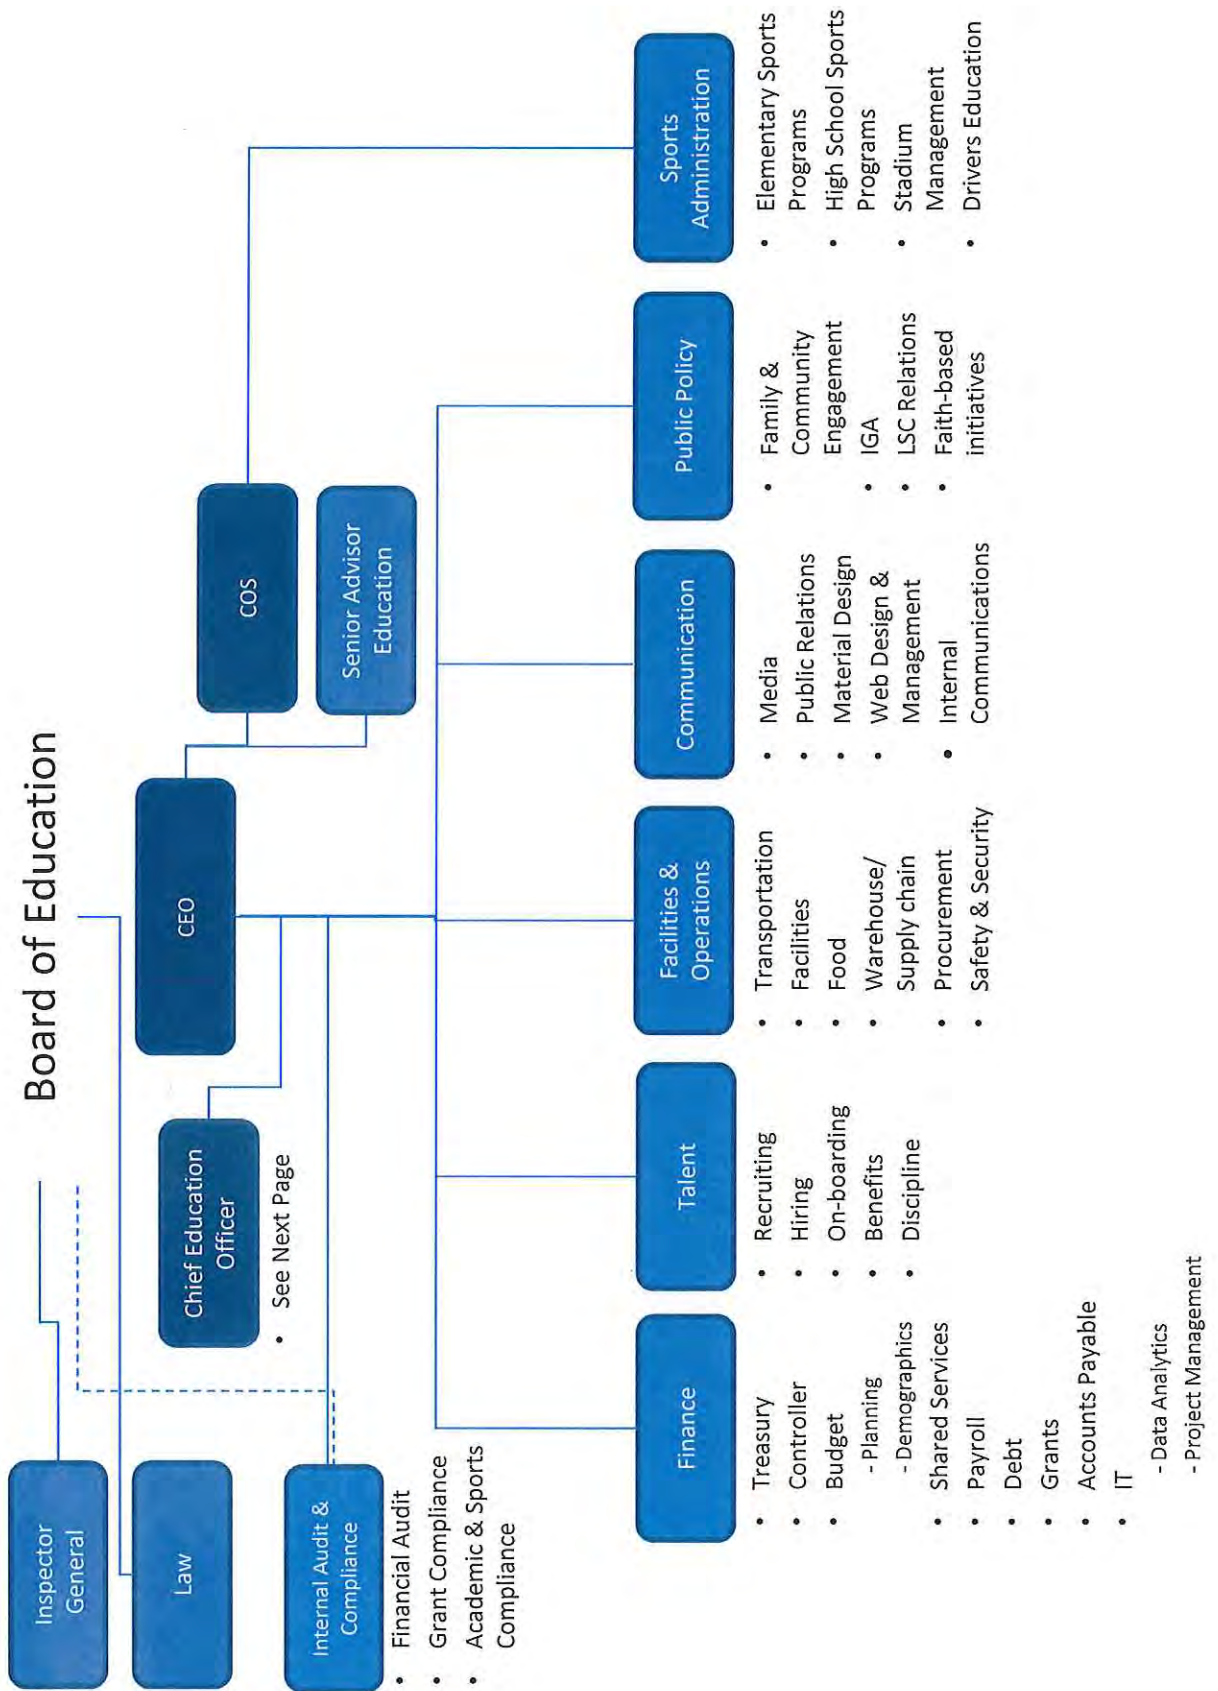 Board of Education
Inspector
General
Law
CEO
COS
Senior Advisor
Education
Chief Education
Officer
• See Next Page
Internal Audit &
Compliance
• Financial Audit
• Grant Compliance
• Academic & Sports
Compliance
Finance
• Treasury
• Controller
• Budget
- Planning
- Demographics
• Shared Services
• Payroll
• Debt
• Grants
• Accounts Payable
• IT
- Data Analytics
- Project Management
Talent
• Recruiting
• Hiring
• On-boarding
• Benefits
• Discipline
Facilities &
Operations
• Transportation
• Facilities
• Food
• Warehouse/
Supply chain
• Procurement
• Safety & Security
Communication
• Media
• Public Relations
• Material Design
• Web Design &
Management
• Internal
Communications
Public Policy
• Family &
Community
Engagement
• IGA
• LSC Relations
• Faith-based
initiatives
Sports
Administration
• Elementary Sports
Programs
• High School Sports
Programs
• Stadium
Management
• Drivers Education